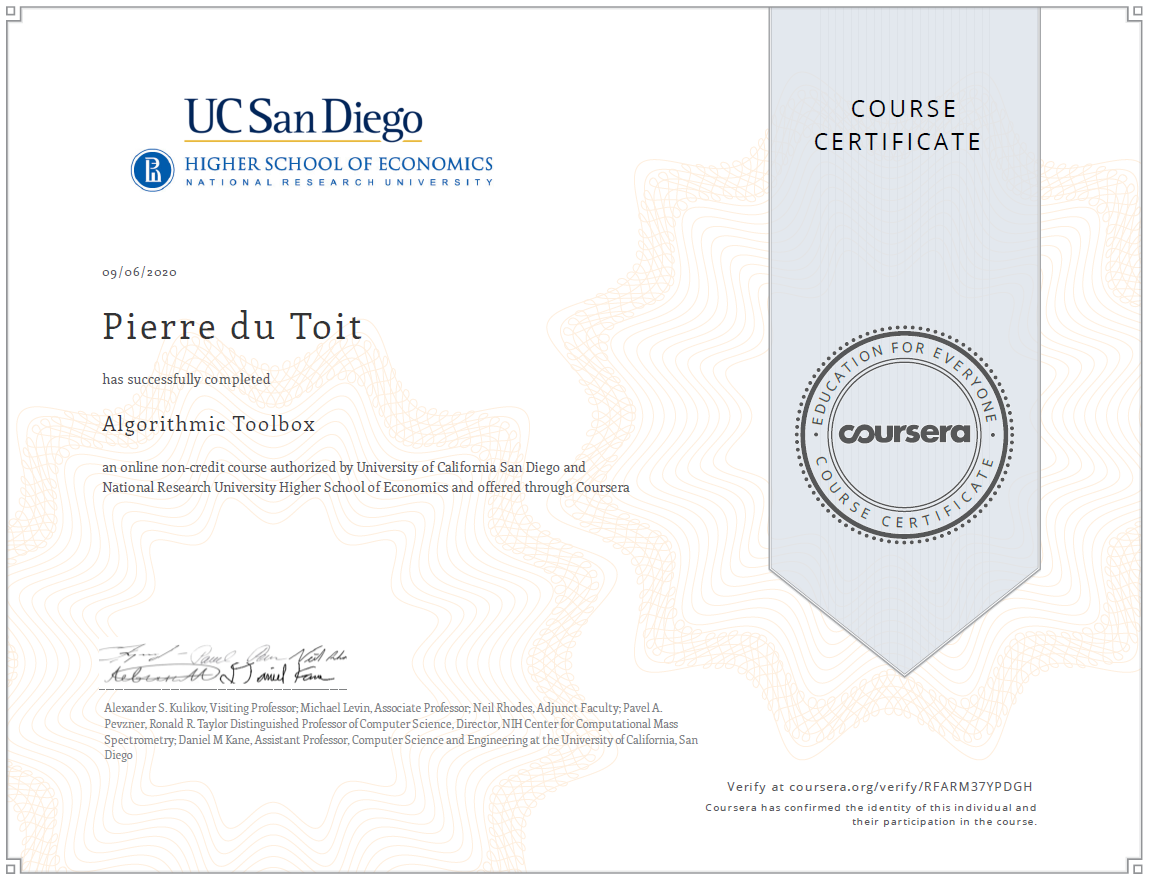 UC San Diego
HIGHER SCHOOL OF ECONOMICS
NATIONAL RESEARCH UNIVERSITY
COURSE
CERTIFICATE
09/06/2020
Pierre du Toit
has successfully completed
Algorithmic Toolbox
an online non-credit course authorized by University of California San Diego and
National Research University Higher School of Economics and offered through Coursera
EDUCATION FOR EVERYONE
coursera
COURSE CERTIFICATE
Daniel Kane
Alexander S. Kulikov, Visiting Professor; Michael Levin, Associate Professor; Neil Rhodes, Adjunct Faculty; Pavel A.
Pevzner, Ronald R. Taylor Distinguished Professor of Computer Science, Director, NIH Center for Computational Mass
Spectrometry; Daniel M Kane, Assistant Professor, Computer Science and Engineering at the University of California, San
Diego
Verify at coursera.org/verify/RFARM37YPDGH
Coursera has confirmed the identity of this individual and
their participation in the course.